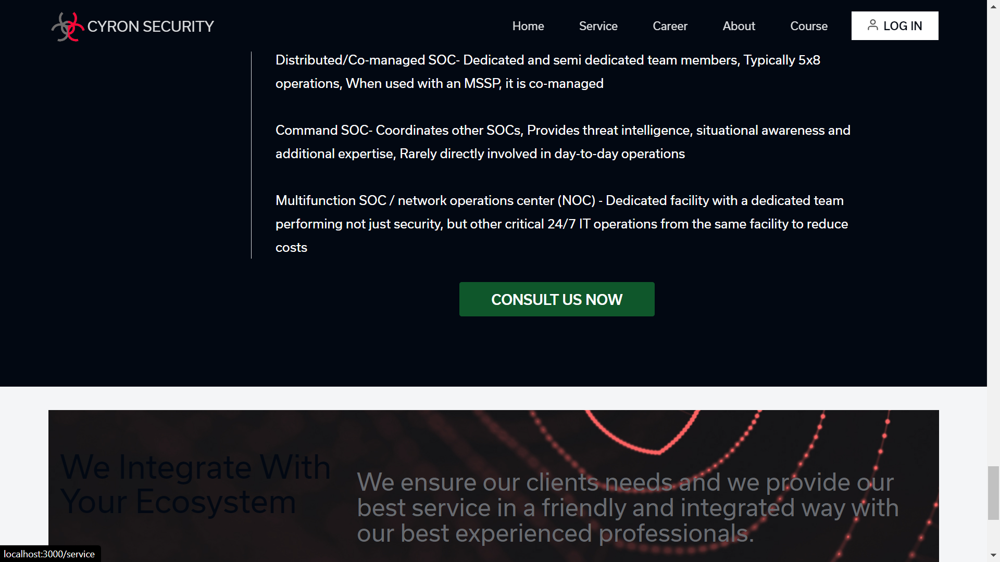 CYRON SECURITY
Home Service Career About Course LOG IN
Distributed/Co-managed SOC- Dedicated and semi dedicated team members, Typically 5x8
operations, When used with an MSSP, it is co-managed
Command SOC- Coordinates other SOCs, Provides threat intelligence, situational awareness and
additional expertise, Rarely directly involved in day-to-day operations
Multifunction SOC / network operations center (NOC) - Dedicated facility with a dedicated team
performing not just security, but other critical 24/7 IT operations from the same facility to reduce
costs
CONSULT US NOW
We Integrate With
Your Ecosystem
We ensure our clients needs and we provide our
best service in a friendly and integrated way with
our best experienced professionals.
localhost:3000/service